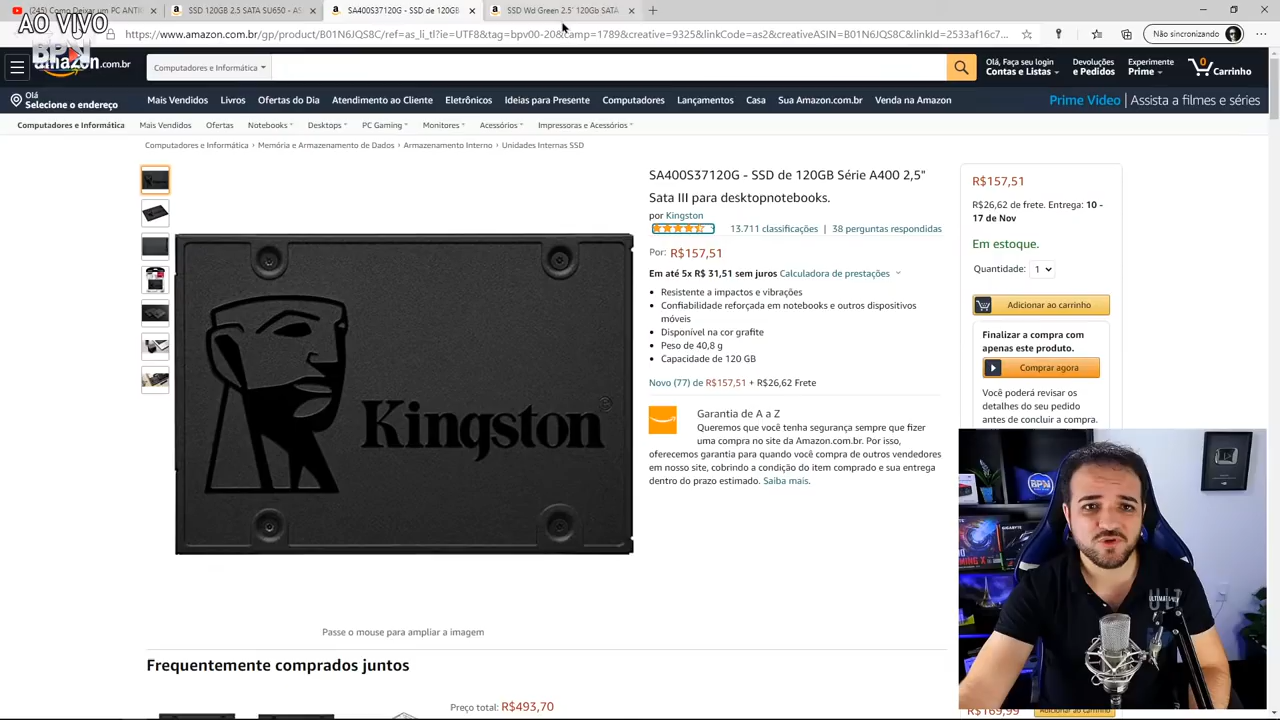 (245) Como Deixar um PC ANTI
SSD 120GB 2.5 SATA SU650 - AS
SA400S37120G - SSD de 120GB
SSD Wd Green 2.5" 120Gb SATA
AO VIVO
BPN
https://www.amazon.com.br/gp/product/B01N6JQS8C/ref=as_li_tl?ie=UTF8&tag=bpv00-20&camp=1789&creative=9325&linkCode=as2&creativeASIN=B01N6JQS8C&linkId=2533af16c7...
Não sincronizando
amazon.com.br
Computadores e Informática
Olá, Faça seu login
Contas e Listas
Devoluções
e Pedidos
Experimente
Prime
0
Carrinho
Olá
Selecione o endereço
Mais Vendidos Livros Ofertas do Dia Atendimento ao Cliente Eletrônicos Ideias para Presente Computadores Lançamentos Casa Sua Amazon.com.br Venda na Amazon
Prime Video | Assista a filmes e séries
Computadores e Informática Mais Vendidos Ofertas Notebooks Desktops PC Gaming Monitores Acessórios Impressoras e Acessórios
Computadores e Informática › Memória e Armazenamento de Dados › Armazenamento Interno › Unidades Internas SSD
SA400S37120G - SSD de 120GB Série A400 2,5"
Sata III para desktopnotebooks.
por Kingston
13.711 classificações | 38 perguntas respondidas
Por: R$157,51
Em até 5x R$ 31,51 sem juros Calculadora de prestações
Resistente a impactos e vibrações
Confiabilidade reforçada em notebooks e outros dispositivos
móveis
Disponível na cor grafite
Peso de 40,8 g
Capacidade de 120 GB
Novo (77) de R$157,51 + R$26,62 Frete
Garantia de A a Z
Queremos que você tenha segurança sempre que fizer
uma compra no site da Amazon.com.br. Por isso,
oferecemos garantia para quando você compra de outros vendedores
em nosso site, cobrindo a condição do item comprado e sua entrega
dentro do prazo estimado. Saiba mais.
R$157,51
R$26,62 de frete. Entrega: 10 -
17 de Nov
Em estoque.
Quantidade: 1
Adicionar ao carrinho
Finalizar a compra com
apenas este produto.
Comprar agora
Você poderá revisar os
detalhes do seu pedido
antes de concluir a compra.
Kingston
Passe o mouse para ampliar a imagem
Frequentemente comprados juntos
Preço total: R$493,70
R$169,99
Adicionar ao carrinho
BPN
GIGABYTE